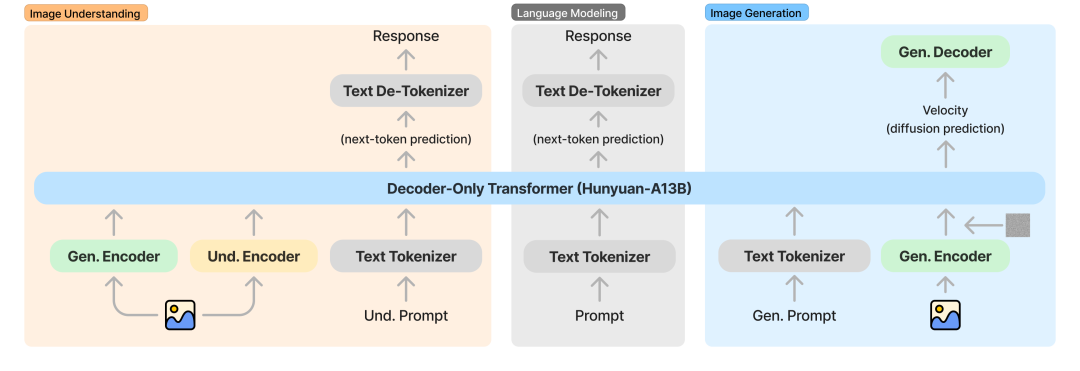 Image Understanding
Language Modeling
Image Generation
Response
Response
Gen. Decoder
Text De-Tokenizer
Text De-Tokenizer
Velocity
(diffusion prediction)
(next-token prediction)
(next-token prediction)
Decoder-Only Transformer (Hunyuan-A13B)
Gen. Encoder
Und. Encoder
Text Tokenizer
Text Tokenizer
Text Tokenizer
Gen. Encoder
Und. Prompt
Prompt
Gen. Prompt